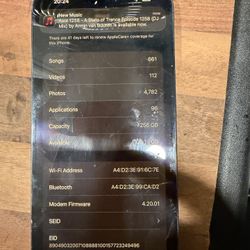 20:24
New Music
Episode 1258 - A State of Trance Episode 1258 (DJ
Mix) by Armin van Buuren is available now.
There are 41 days left to renew AppleCare+ coverage for
this iPhone.
Songs 661
Videos 112
Photos 4,782
Applications 96
Capacity 256 GB
Available
Wi-Fi Address A4:D2:3E:91:6C:7E
Bluetooth A4:D2:3E:99:CA:D2
Modem Firmware 4.20.01
SEID
EID
89049032007108888100157723249496